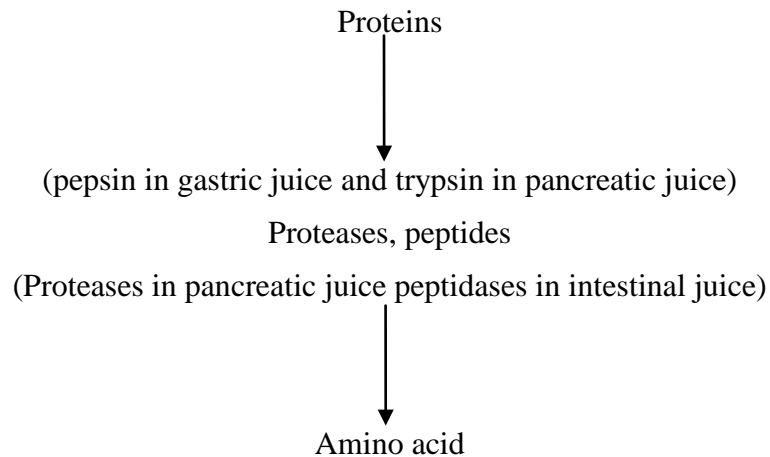 Proteins
(pepsin in gastric juice and trypsin in pancreatic juice)
Proteases, peptides
(Proteases in pancreatic juice peptidases in intestinal juice)
Amino acid